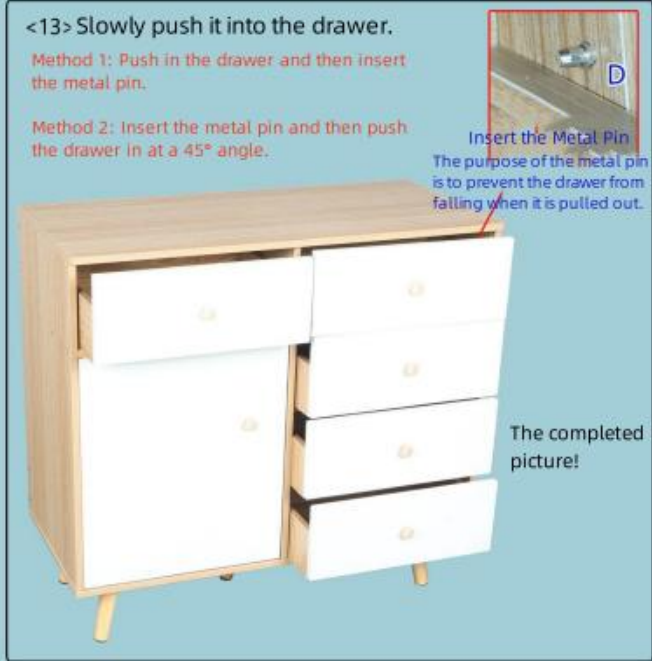 <13> Slowly push it into the drawer.
Method 1: Push in the drawer and then insert
the metal pin.
Method 2: Insert the metal pin and then push
the drawer in at a 45° angle.
D
Insert the Metal Pin
The purpose of the metal pin
is to prevent the drawer from
falling when it is pulled out.
The completed
picture!